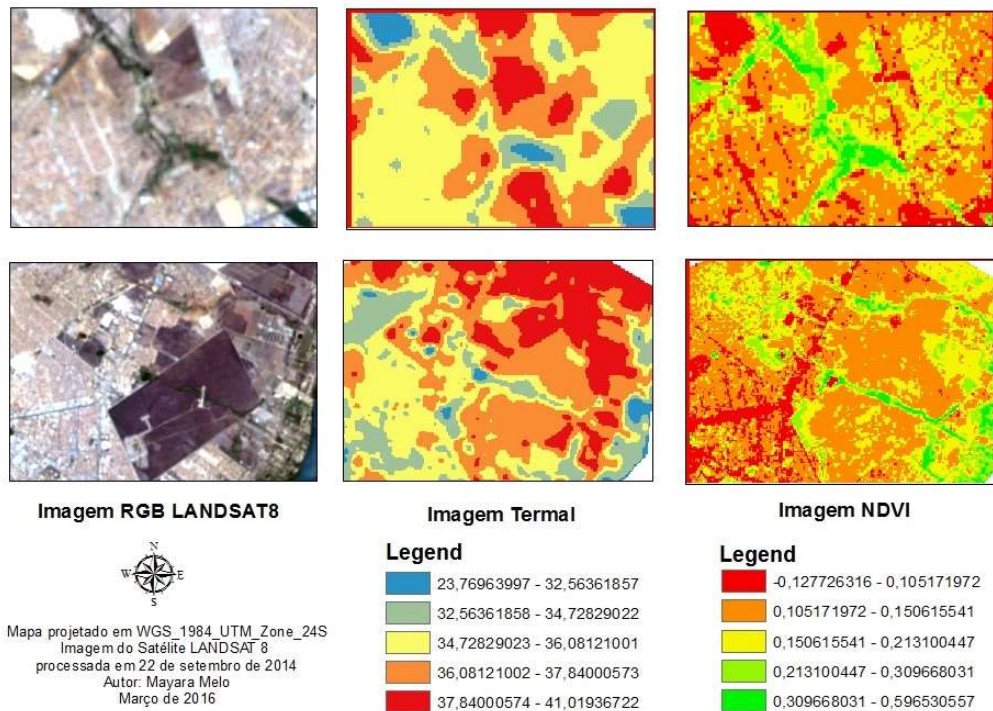 Imagem RGB LANDSAT8
N
W E
S
Mapa projetado em WGS_1984_UTM_Zone_24S
Imagem do Satélite LANDSAT 8
processada em 22 de setembro de 2014
Autor: Mayara Melo
Março de 2016
Imagem Termal
Legend
23,76963997 - 32,56361857
32,56361858 - 34,72829022
34,72829023 - 36,08121001
36,08121002 - 37,84000573
37,84000574 - 41,01936722
Imagem NDVI
Legend
-0,127726316 - 0,105171972
0,105171972 - 0,150615541
0,150615541 - 0,213100447
0,213100447 - 0,309668031
0,309668031 - 0,596530557